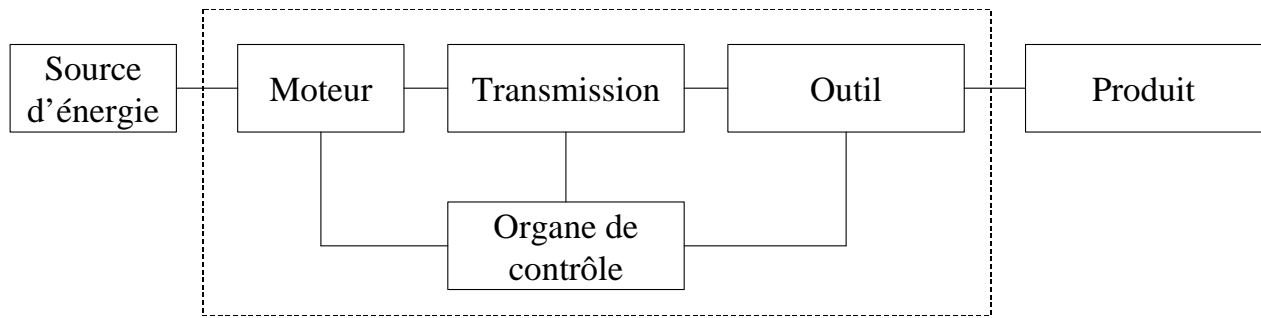 Source
d’énergie
Moteur
Transmission
Outil
Produit
Organe de
contrôle